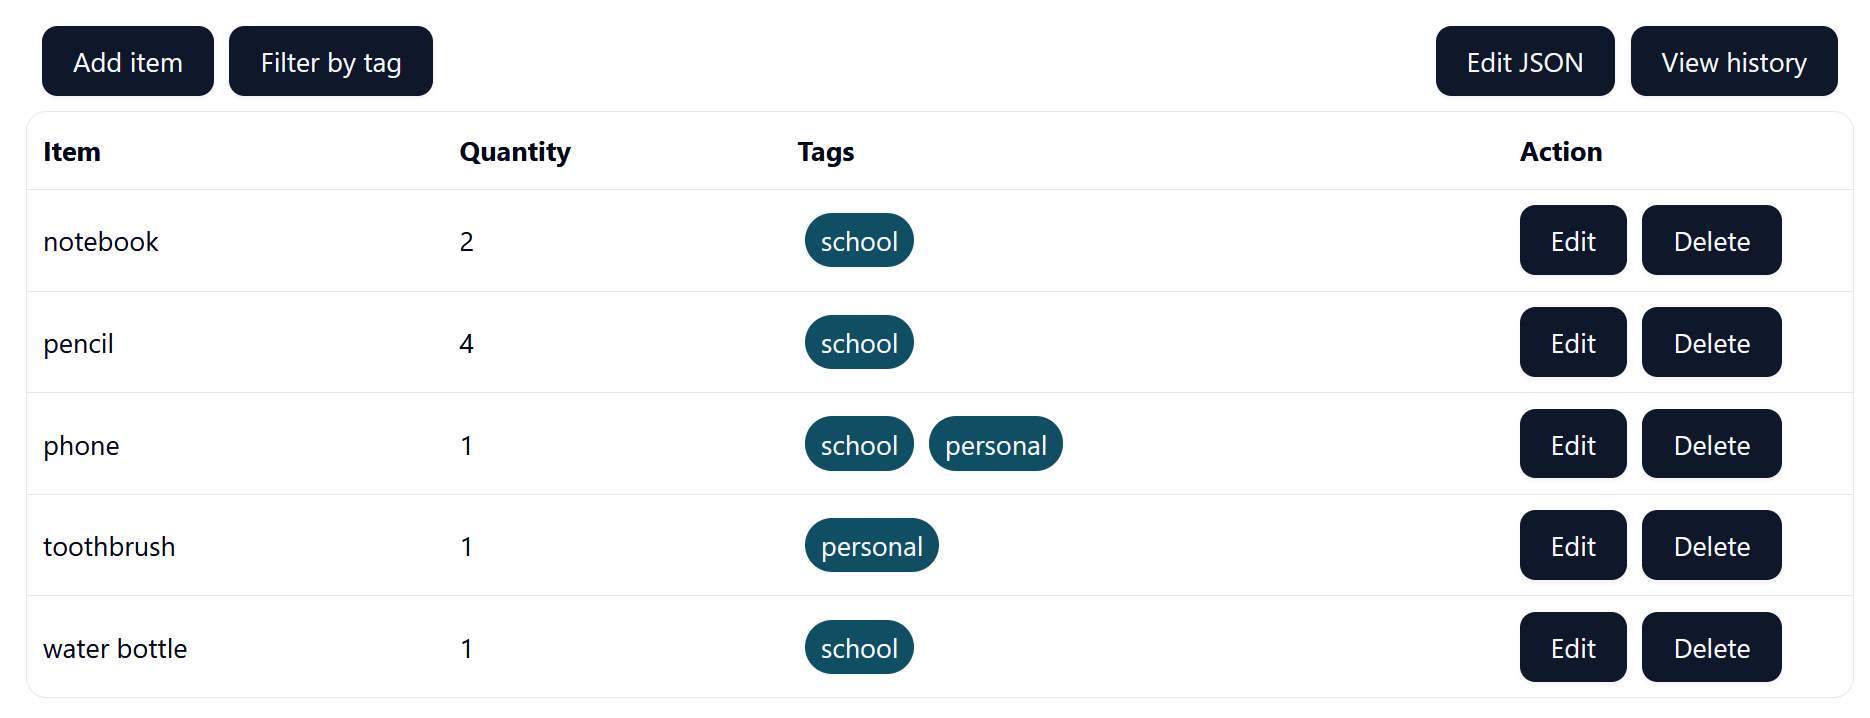 Add item Filter by tag Edit JSON View history
Item Quantity Tags Action
notebook 2 school Edit Delete
pencil 4 school Edit Delete
phone 1 school personal Edit Delete
toothbrush 1 personal Edit Delete
water bottle 1 school Edit Delete